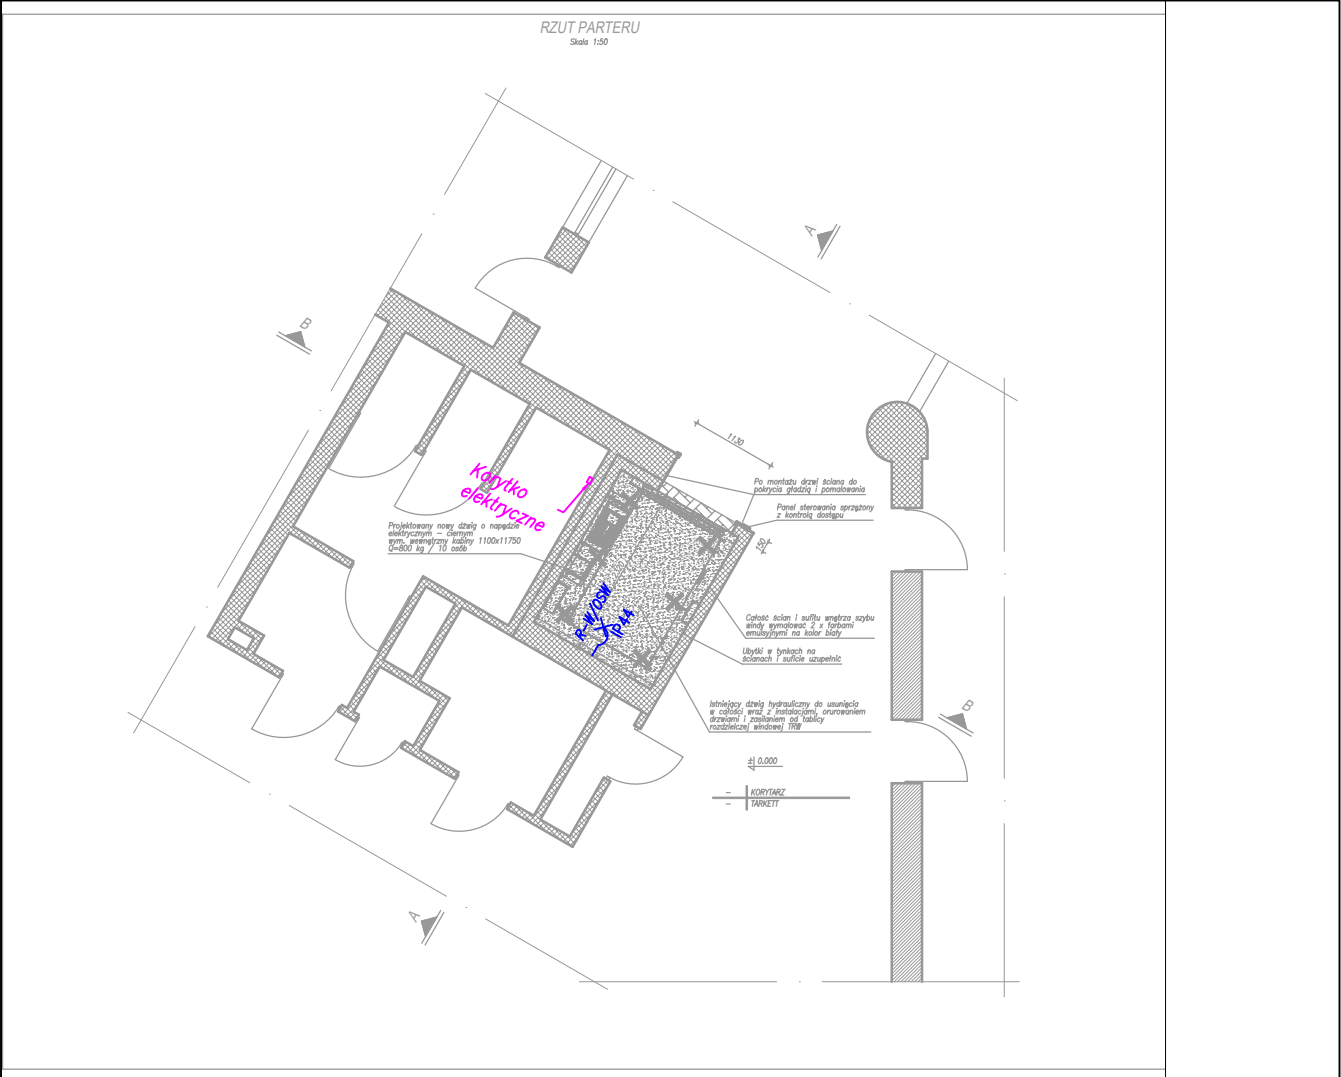 RZUT PARTERU
Skala 1:50
A
B
1130
Korytko
elektryczne
Po montażu drzwi ściana do
pokrycia gładzią i pomalowania
Panel sterowania sprzężony
z kontrolą dostępu
150
Projektowany nowy dźwig o napędzie
elektrycznym – ciernym
wym. wewnętrzny kabiny 1100x11750
Q=800 kg / 10 osób
R-W/OSW
IP44
Całość ścian i sufitu wnętrza szybu
windy wymalować 2 x farbami
emulsyjnymi na kolor biały
Ubytki w tynkach na
ścianach i suficie uzupełnić
Istniejący dźwig hydrauliczny do usunięcia
w całości wraz z instalacjami, orurowaniem
drzwiami i zasilaniem od tablicy
rozdzielczej windowej TRW
B
± 0.000
– KORYTARZ
– TARKETT
A